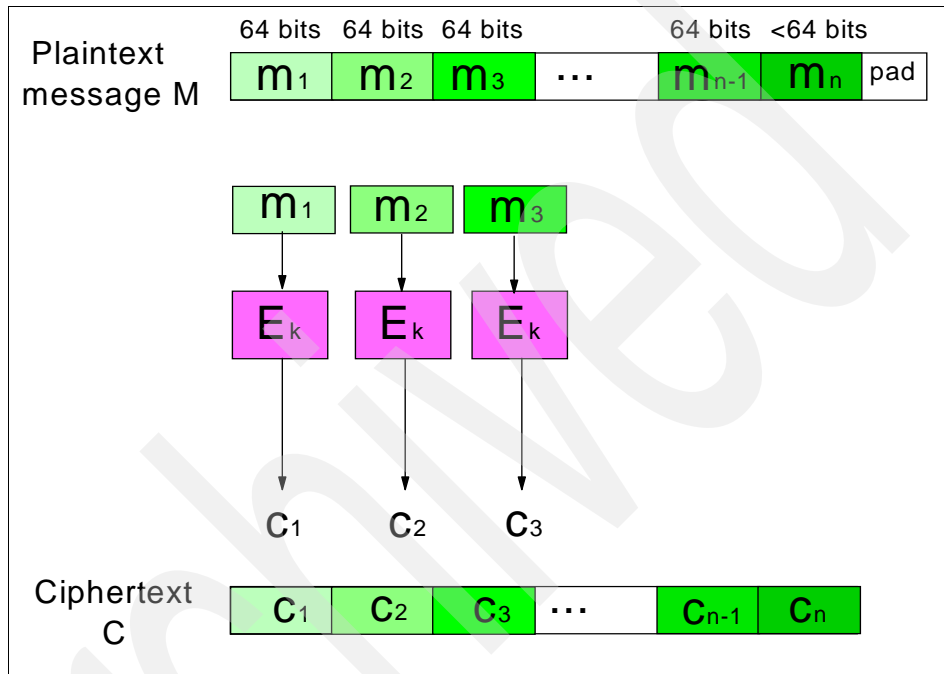 64 bits 64 bits 64 bits 64 bits <64 bits
Plaintext
message M
m1 m2 m3 ... mn-1 mn pad
m1 m2 m3
Ek Ek Ek
c1 c2 c3
Ciphertext
C
c1 c2 c3 ... cn-1 cn
archived